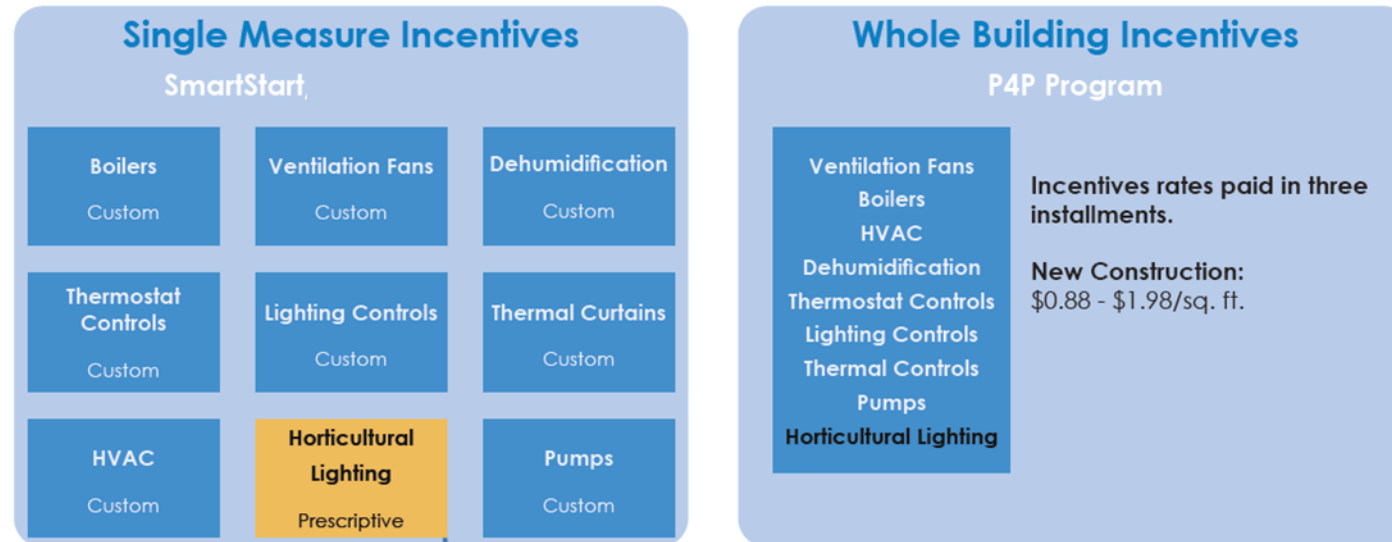 Single Measure Incentives
SmartStart
Boilers
Custom
Ventilation Fans
Custom
Dehumidification
Custom
Thermostat
Controls
Custom
Lighting Controls
Custom
Thermal Curtains
Custom
HVAC
Custom
Horticultural
Lighting
Prescriptive
Pumps
Custom
Whole Building Incentives
P4P Program
Ventilation Fans
Boilers
HVAC
Dehumidification
Thermostat Controls
Lighting Controls
Thermal Controls
Pumps
Horticultural Lighting
Incentives rates paid in three
installments.
New Construction:
$0.88 - $1.98/sq. ft.